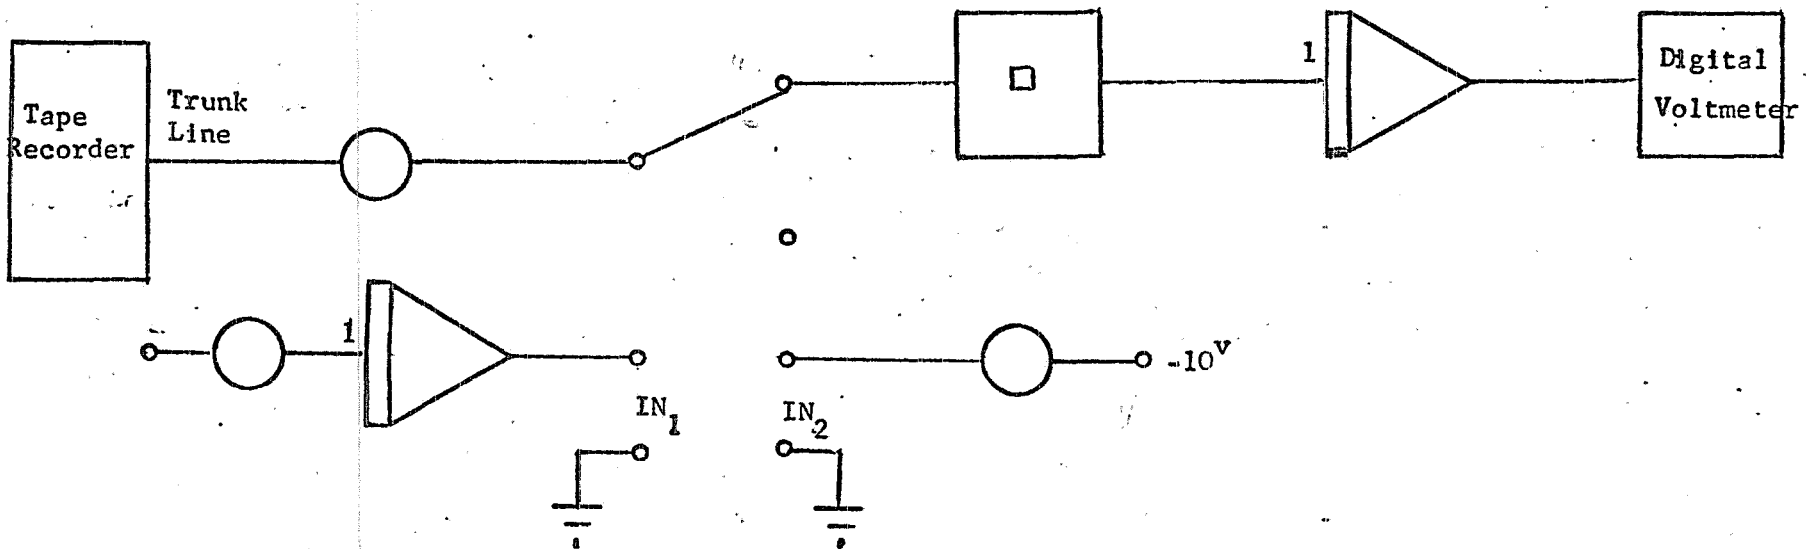 Tape
Recorder
Trunk
Line
1
Digital
Voltmeter
1
IN1
IN2
-10v